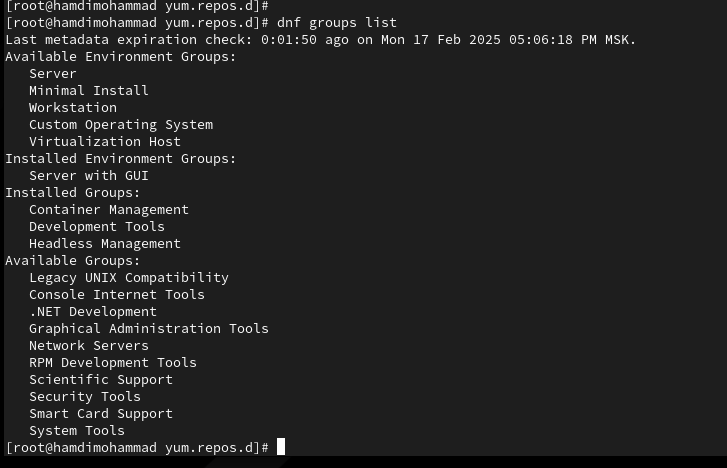 [root@hamdimohammad yum.repos.d]#
[root@hamdimohammad yum.repos.d]# dnf groups list
Last metadata expiration check: 0:01:50 ago on Mon 17 Feb 2025 05:06:18 PM MSK.
Available Environment Groups:
   Server
   Minimal Install
   Workstation
   Custom Operating System
   Virtualization Host
Installed Environment Groups:
   Server with GUI
Installed Groups:
   Container Management
   Development Tools
   Headless Management
Available Groups:
   Legacy UNIX Compatibility
   Console Internet Tools
   .NET Development
   Graphical Administration Tools
   Network Servers
   RPM Development Tools
   Scientific Support
   Security Tools
   Smart Card Support
   System Tools
[root@hamdimohammad yum.repos.d]#